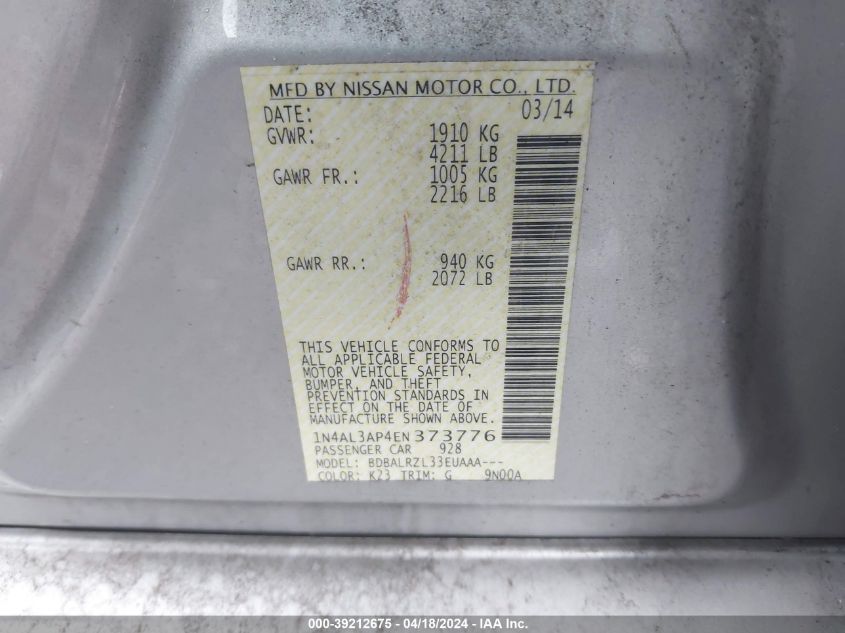 MFD BY NISSAN MOTOR CO., LTD.
DATE: 03/14
GVWR: 1910 KG
4211 LB
GAWR FR.: 1005 KG
2216 LB
GAWR RR.: 940 KG
2072 LB
THIS VEHICLE CONFORMS TO
ALL APPLICABLE FEDERAL
MOTOR VEHICLE SAFETY,
BUMPER, AND THEFT
PREVENTION STANDARDS IN
EFFECT ON THE DATE OF
MANUFACTURE SHOWN ABOVE.
1N4AL3AP4EN373776
PASSENGER CAR 928
MODEL: BDBALRZL33EUAAA---
COLOR: K23 TRIM: G 9N00A
000-39212675 - 04/18/2024 - IAA Inc.